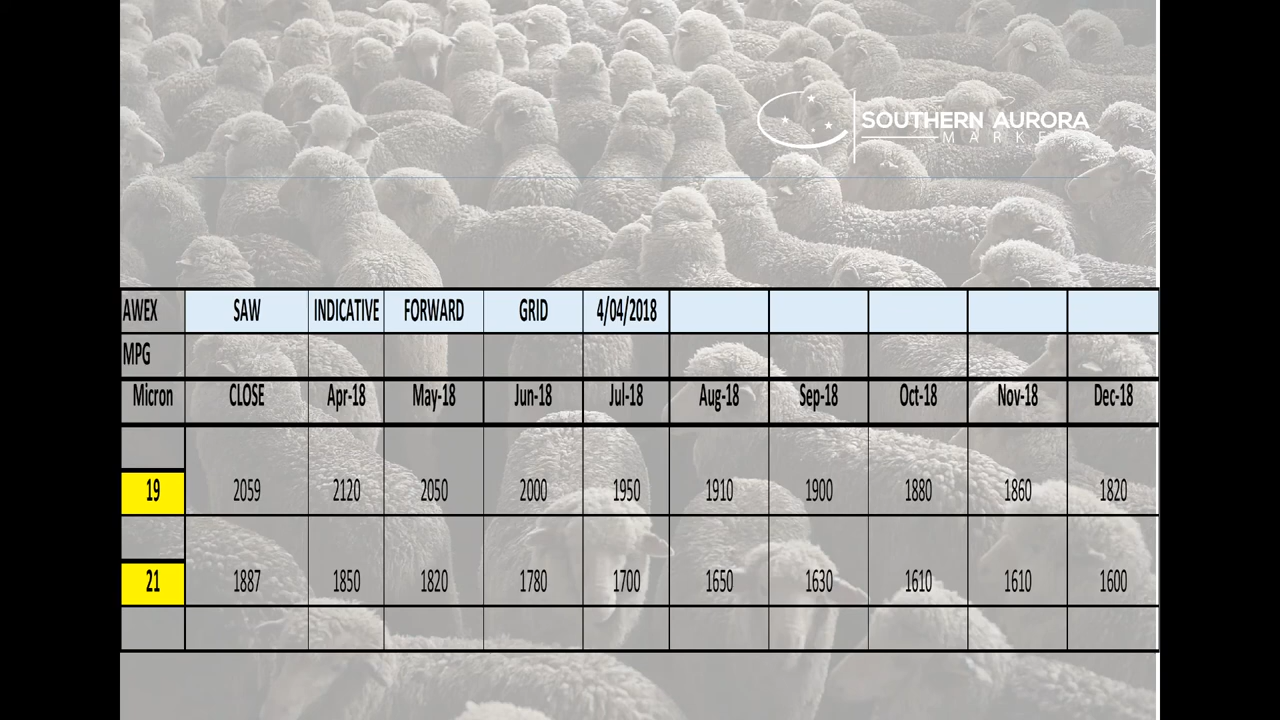 SOUTHERN AURORA
MARKE
AWEX SAW INDICATIVE FORWARD GRID 4/04/2018
MPG
Micron CLOSE Apr-18 May-18 Jun-18 Jul-18 Aug-18 Sep-18 Oct-18 Nov-18 Dec-18
19 2059 2120 2050 2000 1950 1910 1900 1880 1860 1820
21 1887 1850 1820 1780 1700 1650 1630 1610 1610 1600